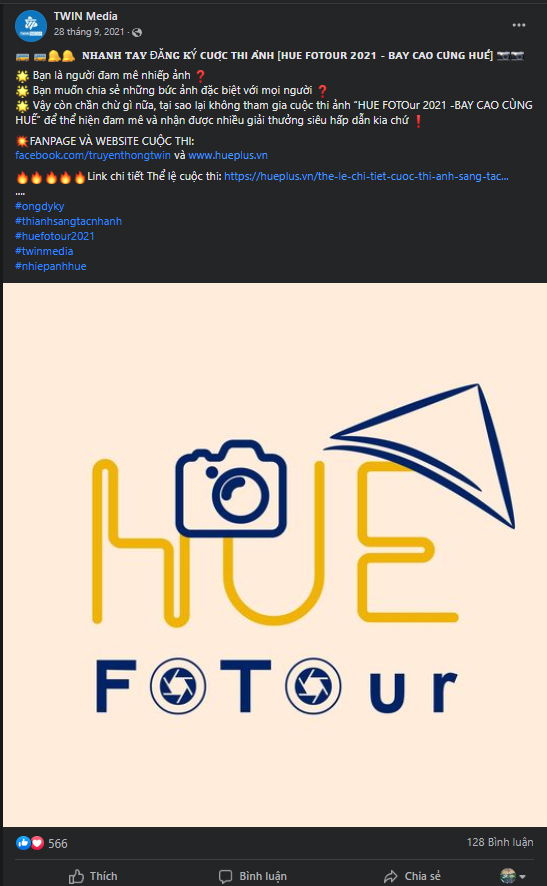 TWIN Media
28 tháng 9, 2021 ·
NHANH TAY ĐĂNG KÝ CUỘC THI ẢNH [HUE FOTOUR 2021 - BAY CAO CÙNG HUẾ]
🌟 Bạn là người đam mê nhiếp ảnh ❓
🌟 Bạn muốn chia sẻ những bức ảnh đặc biệt với mọi người ❓
🌟 Vậy còn chần chừ gì nữa, tại sao lại không tham gia cuộc thi ảnh "HUE FOTOur 2021 -BAY CAO CÙNG
HUẾ" để thể hiện đam mê và nhận được nhiều giải thưởng siêu hấp dẫn kia chứ ❗
💥FANPAGE VÀ WEBSITE CUỘC THI:
facebook.com/truyenthongtwin và www.hueplus.vn
🔥🔥🔥🔥🔥Link chi tiết Thể lệ cuộc thi: https://hueplus.vn/the-le-chi-tiet-cuoc-thi-anh-sang-tac...
....
#ongdyky
#thianhsangtacnhanh
#huefotour2021
#twinmedia
#nhiepanhhue
HUE
FOTOur
566
128 Bình luận
Thích
Bình luận
Chia sẻ